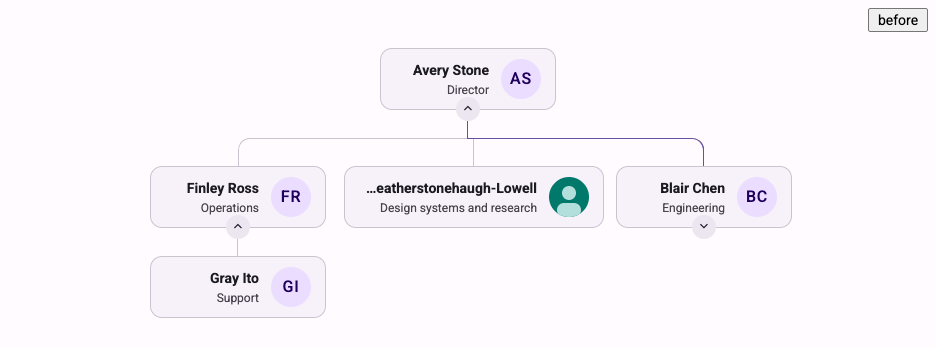 before
Avery Stone
Director
AS
Finley Ross
Operations
FR
...eatherstonehaugh-Lowell
Design systems and research
Blair Chen
Engineering
BC
Gray Ito
Support
GI